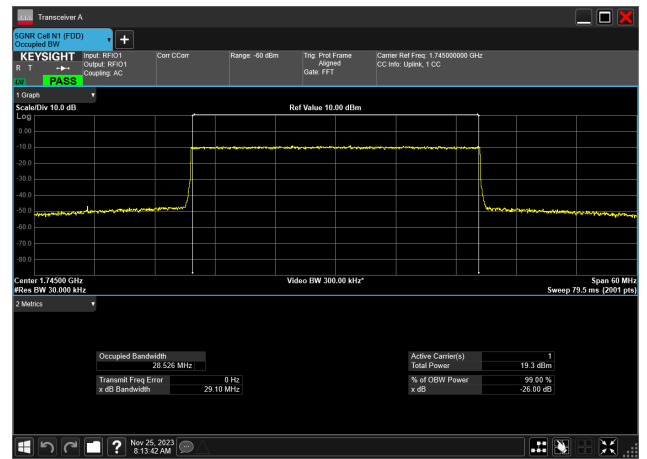 Transceiver A
5GNR Cell N1 (FDD)
Occupied BW
KEYSIGHT
R T
PASS
Input: RFIO1
Output: RFIO1
Coupling: AC
Corr CCorr
Range: -60 dBm
Trig: Prot Frame
Aligned
Gate: FFT
Carrier Ref Freq: 1.745000000 GHz
CC Info: Uplink, 1 CC
1 Graph
Scale/Div 10.0 dB
Ref Value 10.00 dBm
Log
0.00
-10.0
-20.0
-30.0
-40.0
-50.0
-60.0
-70.0
-80.0
Center 1.74500 GHz
Video BW 300.00 kHz*
Span 60 MHz
#Res BW 30.000 kHz
Sweep 79.5 ms (2001 pts)
2 Metrics
Occupied Bandwidth
28.526 MHz
Active Carrier(s) 1
Total Power 19.3 dBm
Transmit Freq Error 0 Hz
x dB Bandwidth 29.10 MHz
% of OBW Power 99.00 %
x dB -26.00 dB
Nov 25, 2023
8:13:42 AM